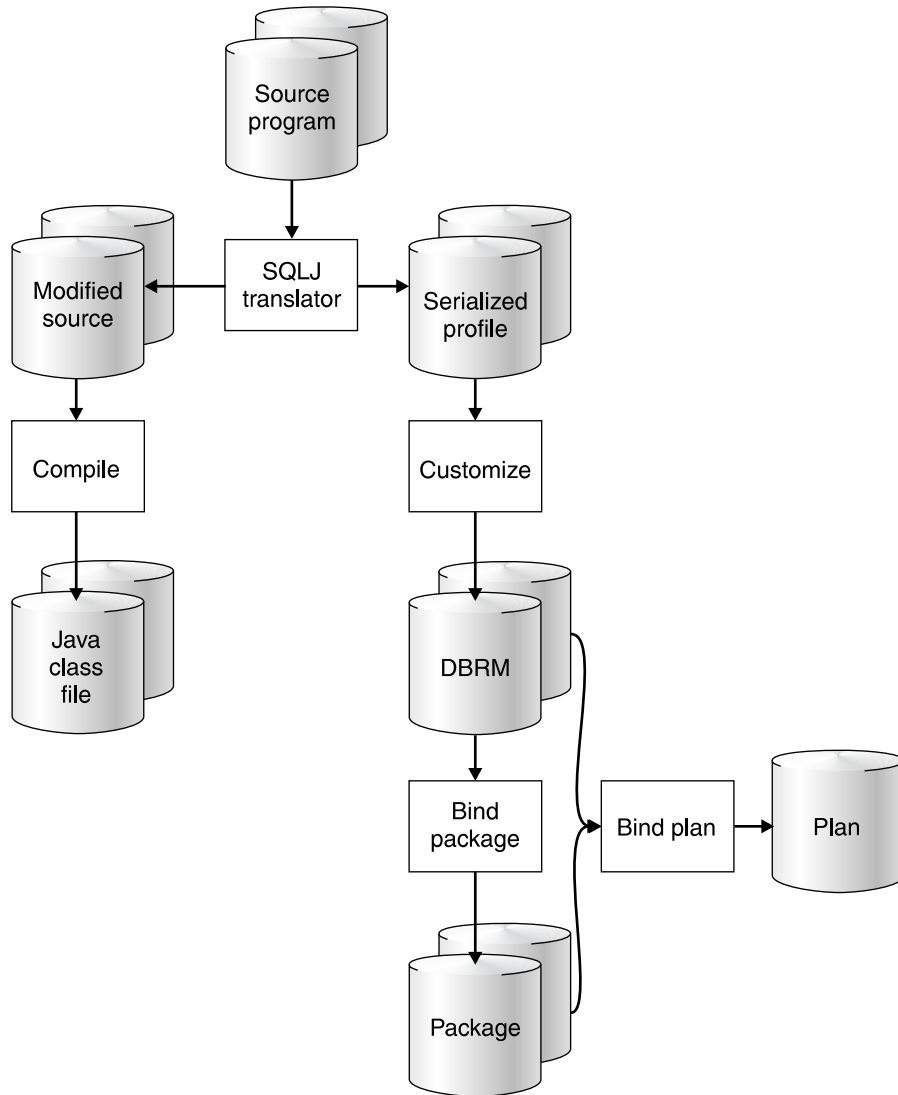 Source
program
SQLJ
translator
Modified
source
Serialized
profile
Compile
Customize
Java
class
file
DBRM
Bind
package
Bind plan
Plan
Package